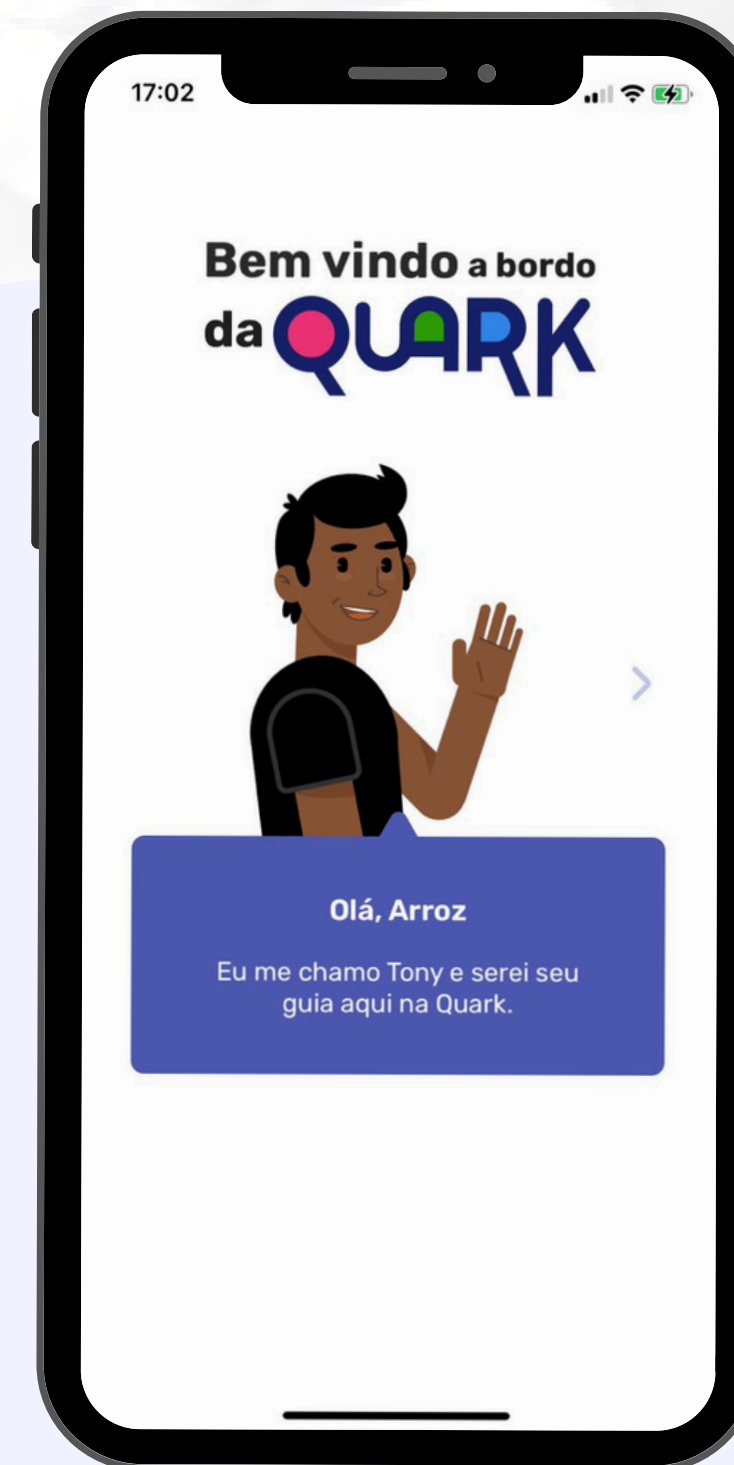 17:02
Bem vindo a bordo
da QUARK
Olá, Arroz
Eu me chamo Tony e serei seu
guia aqui na Quark.